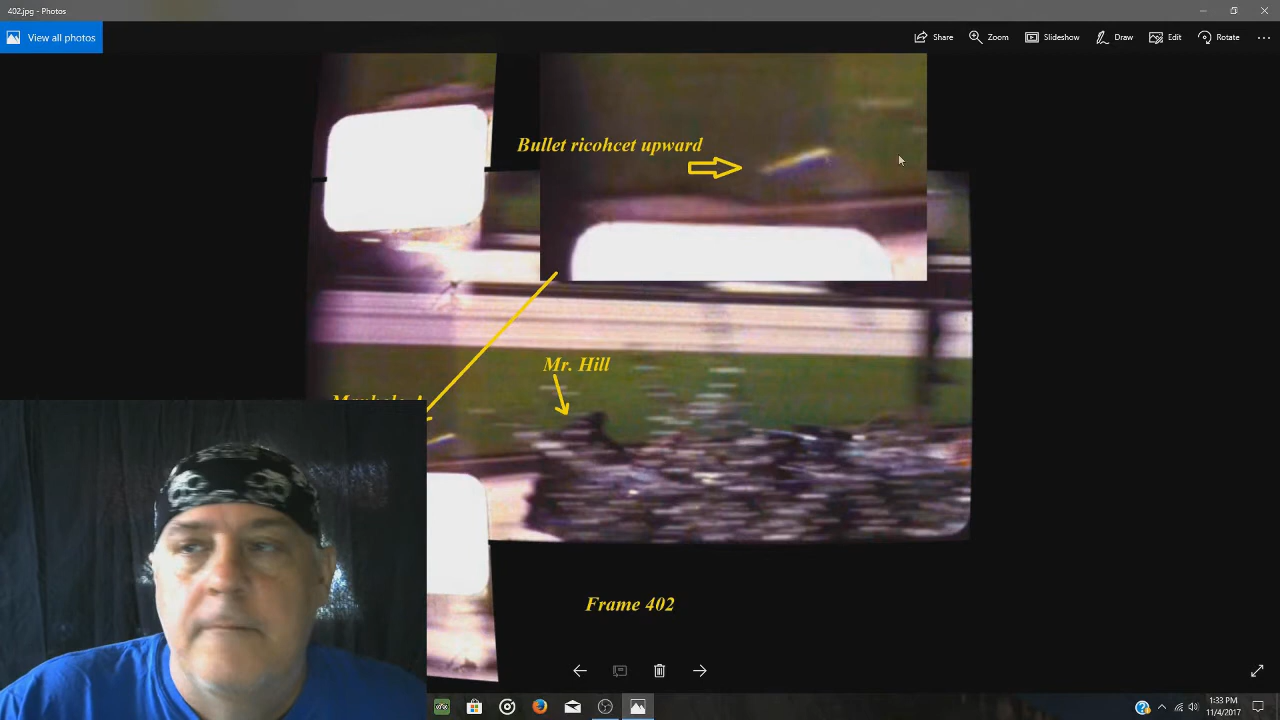 402.jpg - Photos
View all photos
Share
Zoom
Slideshow
Draw
Edit
Rotate
Bullet ricohcet upward
Mr. Hill
Frame 402
1:33 PM
11/4/2017